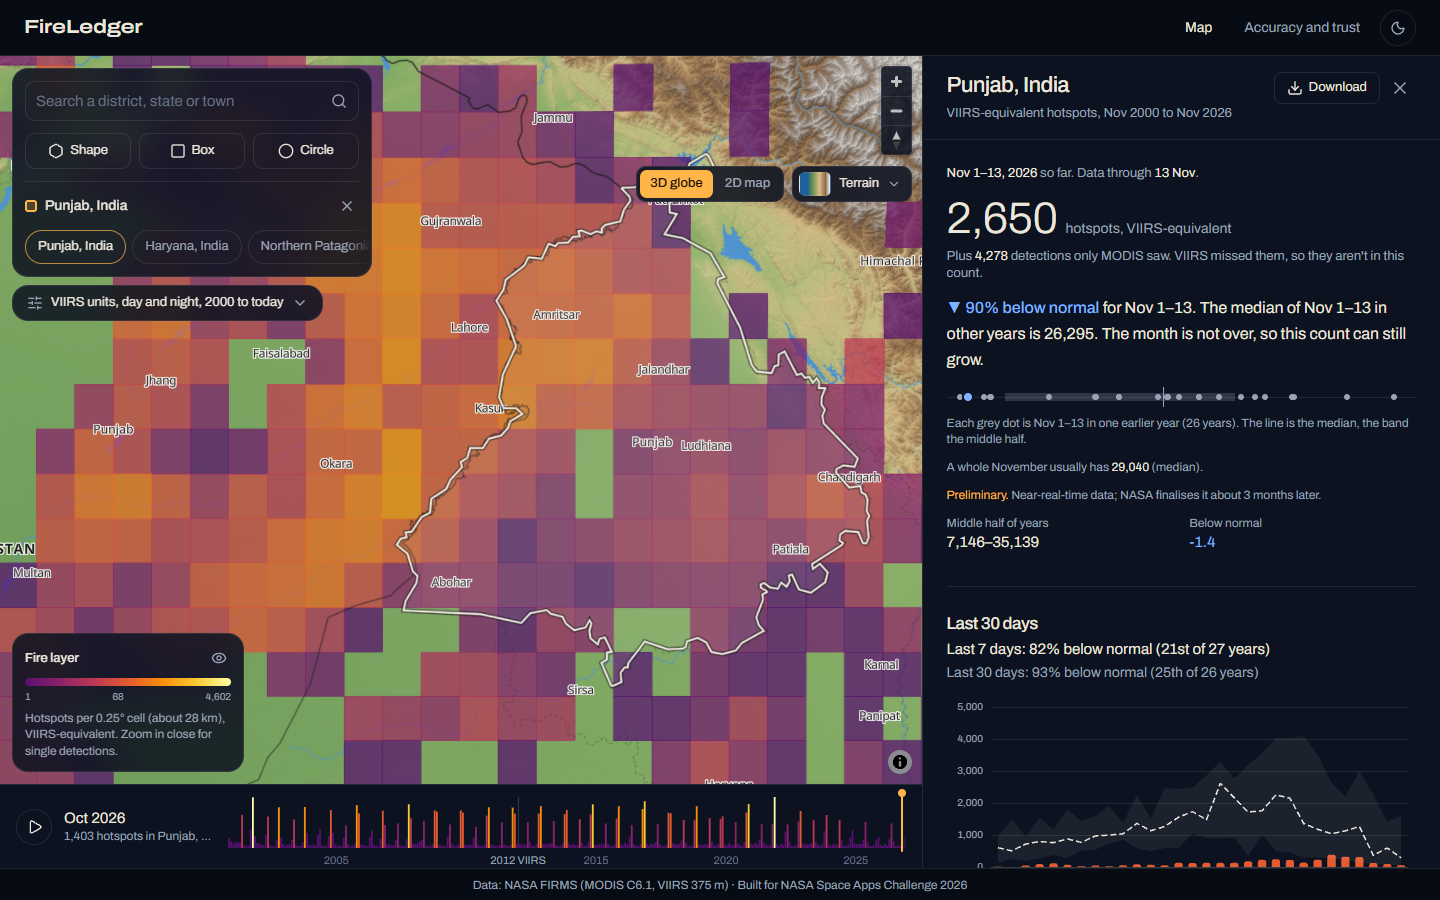 FireLedger
Map
Accuracy and trust
Search a district, state or town
Shape
Box
Circle
Punjab, India
Punjab, India
Haryana, India
Northern Patagoni
VIIRS units, day and night, 2000 to today
3D globe
2D map
Terrain
Jammu
Gujranwala
Himachal
Amritsar
Lahore
Faisalabad
Jalandhar
Jhang
Kasu
Punjab
Punjab
Ludhiana
Okara
Chandigarh
STAN
Patiala
Multan
Abohar
Karnal
Sirsa
Panipat
Fire layer
1
68
4,602
Hotspots per 0.25° cell (about 28 km),
VIIRS-equivalent. Zoom in close for
single detections.
Oct 2026
1,403 hotspots in Punjab, ...
2005
2012 VIIRS
2015
2020
2025
Punjab, India
Download
VIIRS-equivalent hotspots, Nov 2000 to Nov 2026
Nov 1–13, 2026 so far. Data through 13 Nov.
2,650 hotspots, VIIRS-equivalent
Plus 4,278 detections only MODIS saw. VIIRS missed them, so they aren't in this
count.
▼ 90% below normal for Nov 1–13. The median of Nov 1–13 in
other years is 26,295. The month is not over, so this count can still
grow.
Each grey dot is Nov 1–13 in one earlier year (26 years). The line is the median, the band
the middle half.
A whole November usually has 29,040 (median).
Preliminary. Near-real-time data; NASA finalises it about 3 months later.
Middle half of years
7,146–35,139
Below normal
-1.4
Last 30 days
Last 7 days: 82% below normal (21st of 27 years)
Last 30 days: 93% below normal (25th of 26 years)
5,000
4,000
3,000
2,000
1,000
0
Data: NASA FIRMS (MODIS C6.1, VIIRS 375 m) · Built for NASA Space Apps Challenge 2026